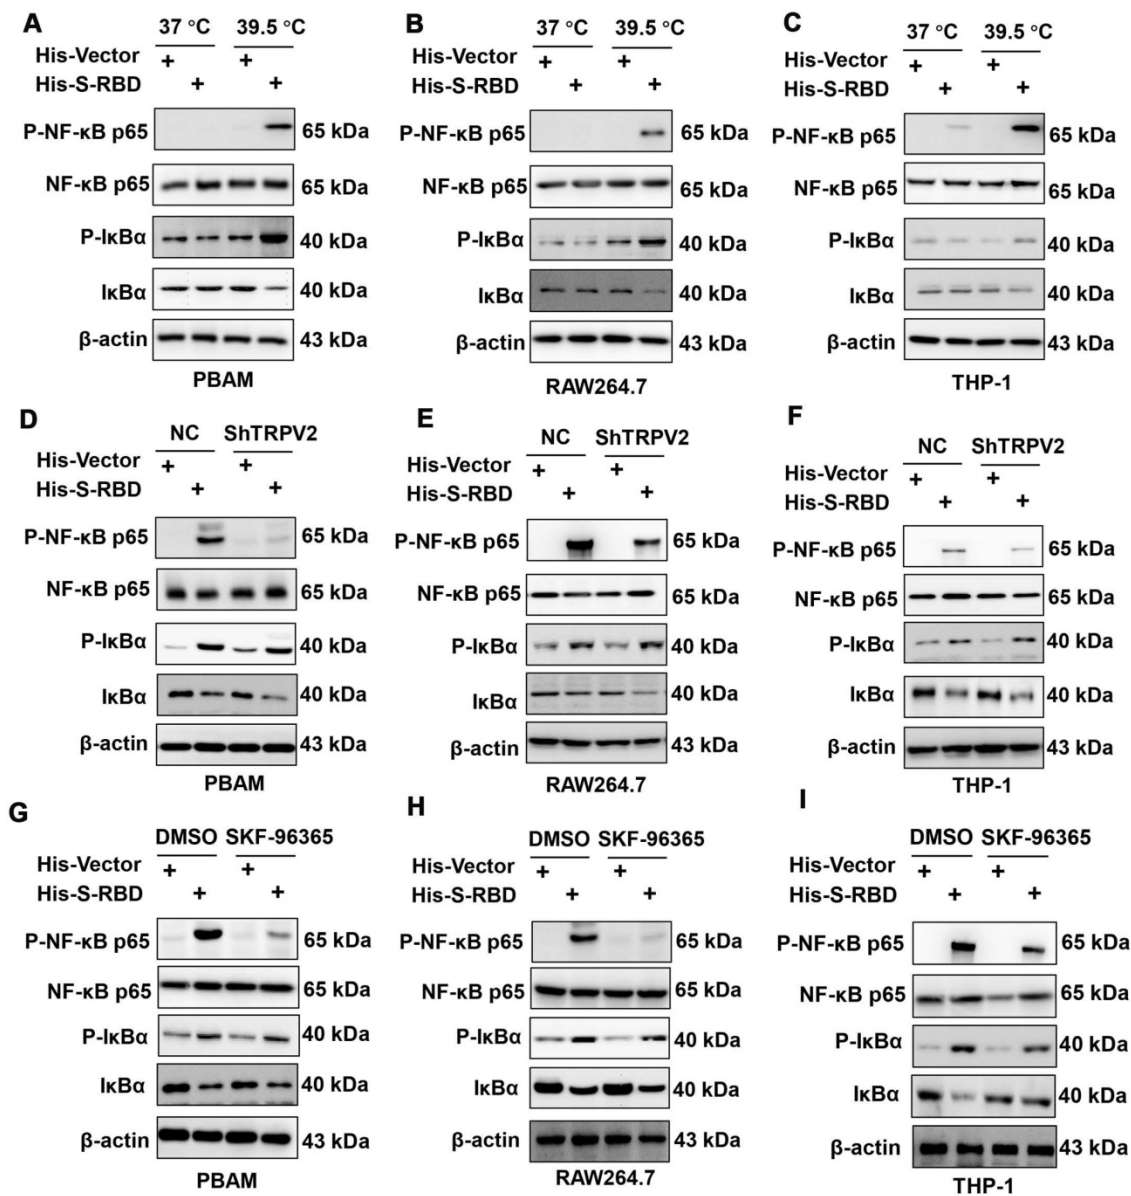 A
37 °C 39.5 °C
His-Vector + +
His-S-RBD + +
P-NF-κB p65 65 kDa
NF-κB p65 65 kDa
P-IκBα 40 kDa
IκBα 40 kDa
β-actin 43 kDa
PBAM
B
37 °C 39.5 °C
His-Vector + +
His-S-RBD + +
P-NF-κB p65 65 kDa
NF-κB p65 65 kDa
P-IκBα 40 kDa
IκBα 40 kDa
β-actin 43 kDa
RAW264.7
C
37 °C 39.5 °C
His-Vector + +
His-S-RBD + +
P-NF-κB p65 65 kDa
NF-κB p65 65 kDa
P-IκBα 40 kDa
IκBα 40 kDa
β-actin 43 kDa
THP-1
D
NC ShTRPV2
His-Vector + +
His-S-RBD + +
P-NF-κB p65 65 kDa
NF-κB p65 65 kDa
P-IκBα 40 kDa
IκBα 40 kDa
β-actin 43 kDa
PBAM
E
NC ShTRPV2
His-Vector + +
His-S-RBD + +
P-NF-κB p65 65 kDa
NF-κB p65 65 kDa
P-IκBα 40 kDa
IκBα 40 kDa
β-actin 43 kDa
RAW264.7
F
NC ShTRPV2
His-Vector + +
His-S-RBD + +
P-NF-κB p65 65 kDa
NF-κB p65 65 kDa
P-IκBα 40 kDa
IκBα 40 kDa
β-actin 43 kDa
THP-1
G
DMSO SKF-96365
His-Vector + +
His-S-RBD + +
P-NF-κB p65 65 kDa
NF-κB p65 65 kDa
P-IκBα 40 kDa
IκBα 40 kDa
β-actin 43 kDa
PBAM
H
DMSO SKF-96365
His-Vector + +
His-S-RBD + +
P-NF-κB p65 65 kDa
NF-κB p65 65 kDa
P-IκBα 40 kDa
IκBα 40 kDa
β-actin 43 kDa
RAW264.7
I
DMSO SKF-96365
His-Vector + +
His-S-RBD + +
P-NF-κB p65 65 kDa
NF-κB p65 65 kDa
P-IκBα 40 kDa
IκBα 40 kDa
β-actin 43 kDa
THP-1